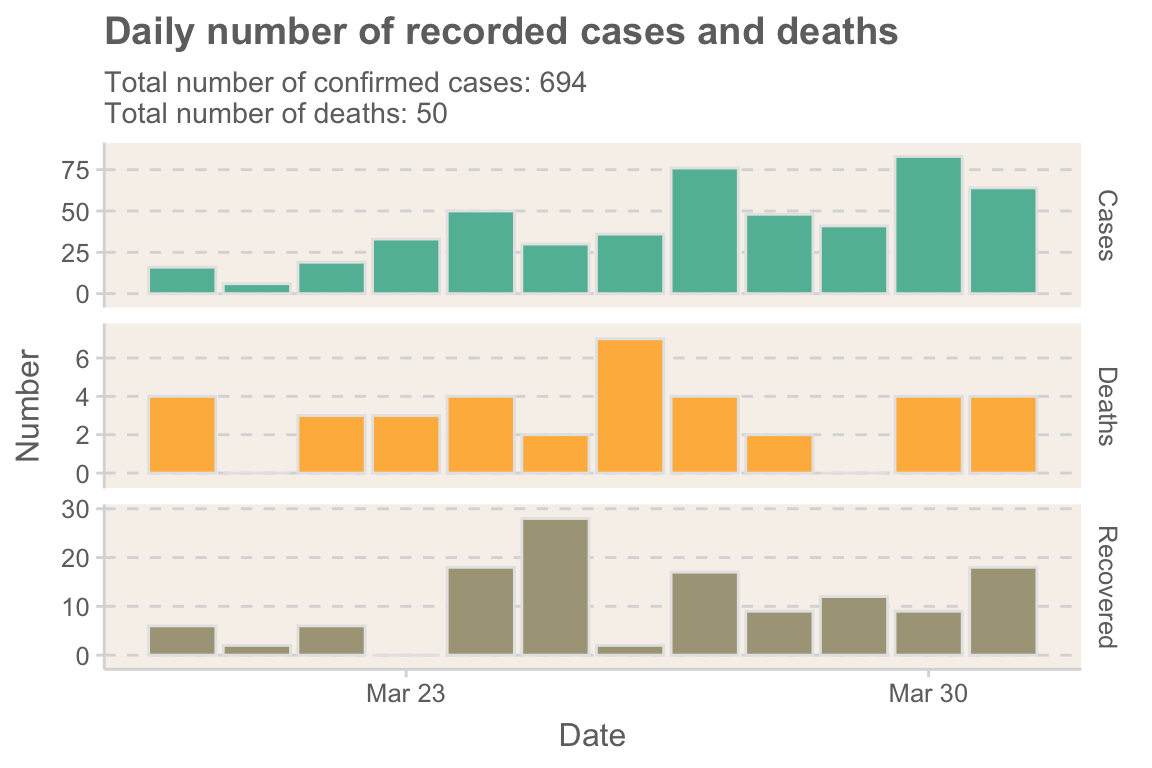 Daily number of recorded cases and deaths
Total number of confirmed cases: 694
Total number of deaths: 50
75
50
25
0
Cases
Number
6
4
2
0
Deaths
30
20
10
0
Recovered
Mar 23
Mar 30
Date